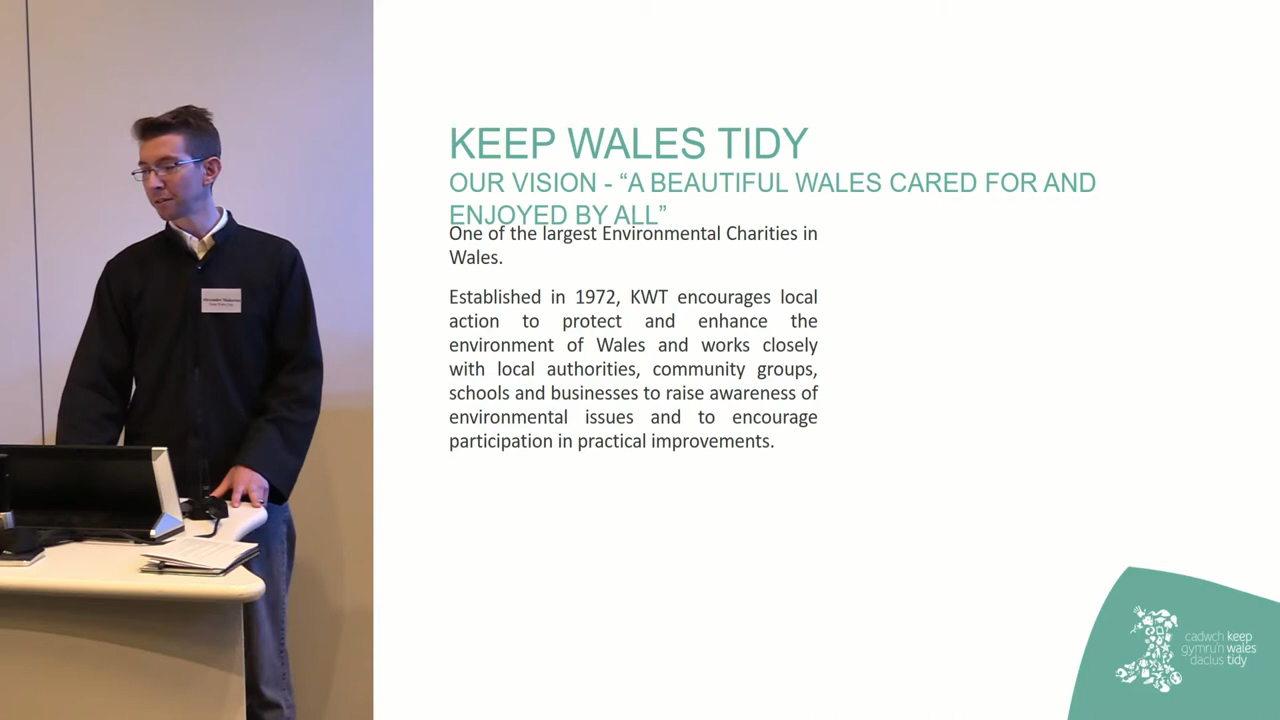 KEEP WALES TIDY
OUR VISION - “A BEAUTIFUL WALES CARED FOR AND
ENJOYED BY ALL”
One of the largest Environmental Charities in
Wales.
Established in 1972, KWT encourages local
action to protect and enhance the
environment of Wales and works closely
with local authorities, community groups,
schools and businesses to raise awareness of
environmental issues and to encourage
participation in practical improvements.
cadwch keep
gymru'n wales
daclus tidy